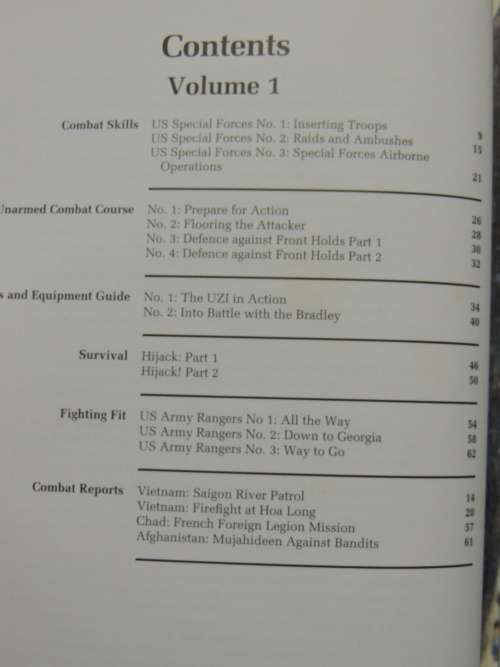 Contents
Volume 1
Combat Skills US Special Forces No. 1: Inserting Troops 9
US Special Forces No. 2: Raids and Ambushes 15
US Special Forces No. 3: Special Forces Airborne
Operations 21
Unarmed Combat Course No. 1: Prepare for Action 26
No. 2: Flooring the Attacker 28
No. 3: Defence against Front Holds Part 1 30
No. 4: Defence against Front Holds Part 2 32
and Equipment Guide No. 1: The UZI in Action 34
No. 2: Into Battle with the Bradley 40
Survival Hijack: Part 1 46
Hijack! Part 2 50
Fighting Fit US Army Rangers No 1: All the Way 54
US Army Rangers No. 2: Down to Georgia 58
US Army Rangers No. 3: Way to Go 62
Combat Reports Vietnam: Saigon River Patrol 14
Vietnam: Firefight at Hoa Long 20
Chad: French Foreign Legion Mission 57
Afghanistan: Mujahideen Against Bandits 61